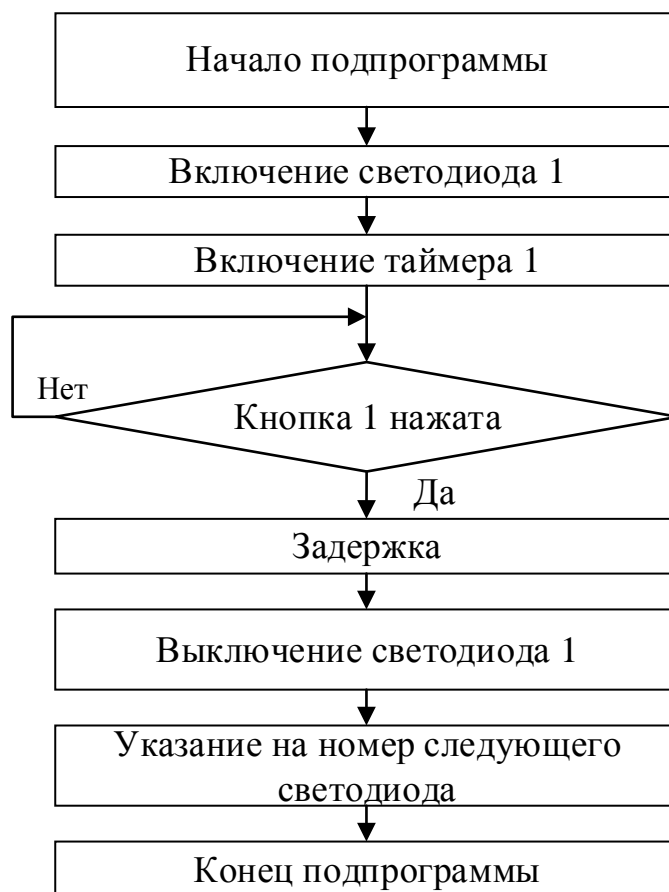 Начало подпрограммы
Включение светодиода 1
Включение таймера 1
Нет
Кнопка 1 нажата
Да
Задержка
Выключение светодиода 1
Указание на номер следующего
светодиода
Конец подпрограммы